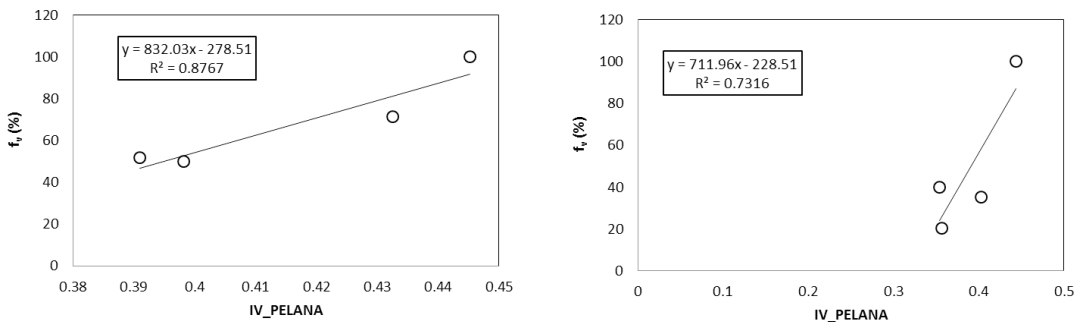 120
100
80
60
40
20
0
f_v (%)
y = 832.03x - 278.51
R² = 0.8767
0.38 0.39 0.4 0.41 0.42 0.43 0.44 0.45
IV_PELANA
120
100
80
60
40
20
0
f_v (%)
y = 711.96x - 228.51
R² = 0.7316
0 0.1 0.2 0.3 0.4 0.5
IV_PELANA